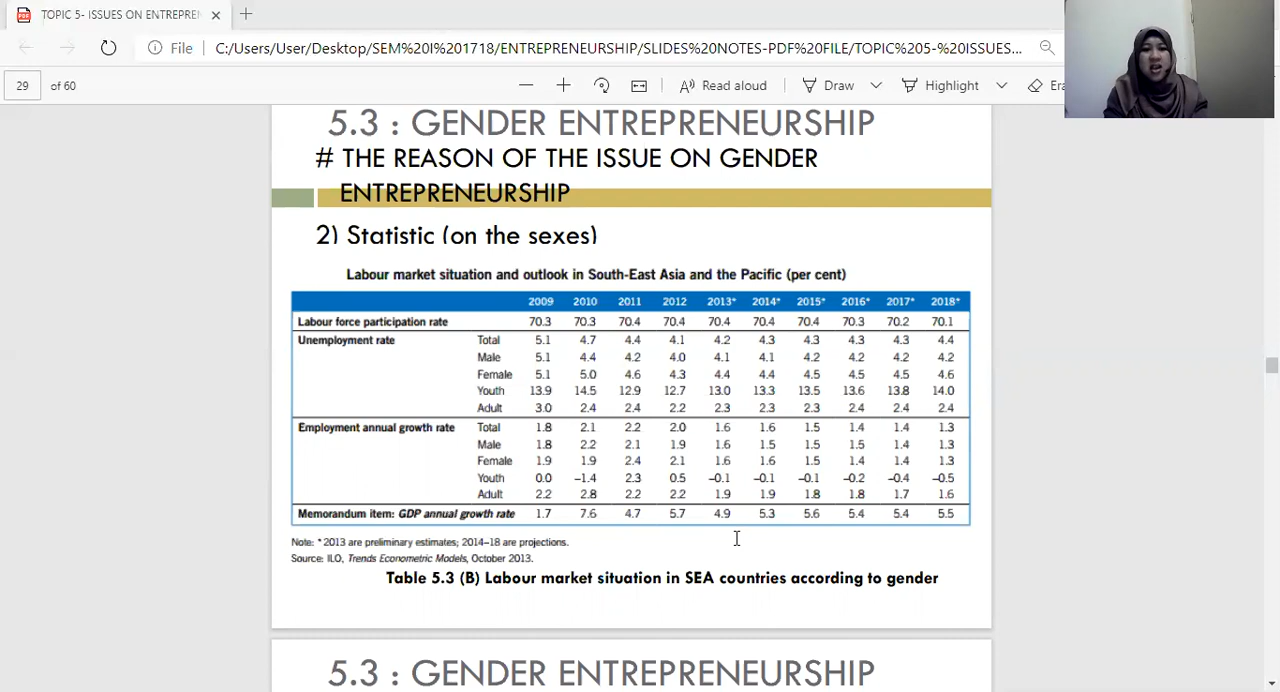 TOPIC 5- ISSUES ON ENTREPREN
File C:/Users/User/Desktop/SEM%20I%201718/ENTREPRENEURSHIP/SLIDES%20NOTES-PDF%20FILE/TOPIC%205-%20ISSUES...
29 of 60 Read aloud Draw Highlight Era
5.3 : GENDER ENTREPRENEURSHIP
# THE REASON OF THE ISSUE ON GENDER
ENTREPRENEURSHIP
2) Statistic (on the sexes)
Labour market situation and outlook in South-East Asia and the Pacific (per cent)
2009 2010 2011 2012 2013* 2014* 2015* 2016* 2017* 2018*
Labour force participation rate 70.3 70.3 70.4 70.4 70.4 70.4 70.4 70.3 70.2 70.1
Unemployment rate Total 5.1 4.7 4.4 4.1 4.2 4.3 4.3 4.3 4.3 4.4
Male 5.1 4.4 4.2 4.0 4.1 4.1 4.2 4.2 4.2 4.2
Female 5.1 5.0 4.6 4.3 4.4 4.4 4.5 4.5 4.5 4.6
Youth 13.9 14.5 12.9 12.7 13.0 13.3 13.5 13.6 13.8 14.0
Adult 3.0 2.4 2.4 2.2 2.3 2.3 2.3 2.4 2.4 2.4
Employment annual growth rate Total 1.8 2.1 2.2 2.0 1.6 1.6 1.5 1.4 1.4 1.3
Male 1.8 2.2 2.1 1.9 1.6 1.5 1.5 1.5 1.4 1.3
Female 1.9 1.9 2.4 2.1 1.6 1.6 1.5 1.4 1.4 1.3
Youth 0.0 –1.4 2.3 0.5 –0.1 –0.1 –0.1 –0.2 –0.4 –0.5
Adult 2.2 2.8 2.2 2.2 1.9 1.9 1.8 1.8 1.7 1.6
Memorandum item: GDP annual growth rate 1.7 7.6 4.7 5.7 4.9 5.3 5.6 5.4 5.4 5.5
Note: * 2013 are preliminary estimates; 2014–18 are projections.
Source: ILO, Trends Econometric Models, October 2013.
Table 5.3 (B) Labour market situation in SEA countries according to gender
5.3 : GENDER ENTREPRENEURSHIP